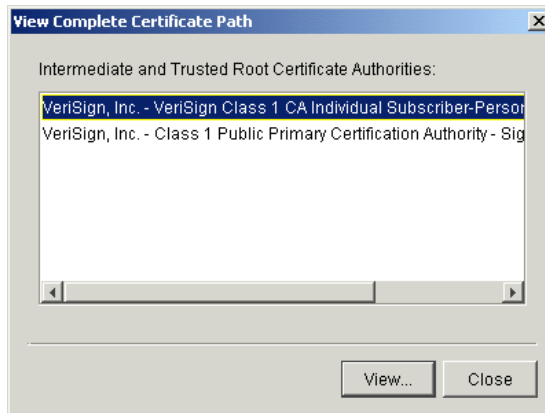 View Complete Certificate Path
Intermediate and Trusted Root Certificate Authorities:
VeriSign, Inc. - VeriSign Class 1 CA Individual Subscriber-Person
VeriSign, Inc. - Class 1 Public Primary Certification Authority - Sig
View...
Close